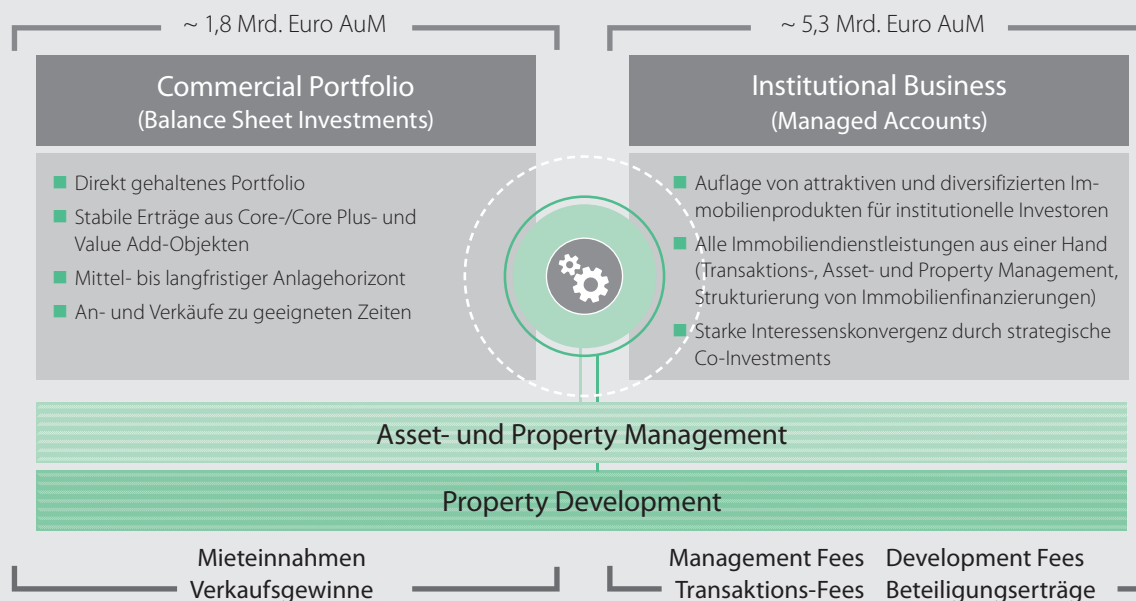 ~ 1,8 Mrd. Euro AuM
Commercial Portfolio
(Balance Sheet Investments)
Direkt gehaltenes Portfolio
Stabile Erträge aus Core-/Core Plus- und
Value Add-Objekten
Mittel- bis langfristiger Anlagehorizont
An- und Verkäufe zu geeigneten Zeiten
~ 5,3 Mrd. Euro AuM
Institutional Business
(Managed Accounts)
Auflage von attraktiven und diversifizierten Im-
mobilienprodukten für institutionelle Investoren
Alle Immobiliendienstleistungen aus einer Hand
(Transaktions-, Asset- und Property Management,
Strukturierung von Immobilienfinanzierungen)
Starke Interessenskonvergenz durch strategische
Co-Investments
Asset- und Property Management
Property Development
Mieteinnahmen
Verkaufsgewinne
Management Fees Development Fees
Transaktions-Fees Beteiligungserträge